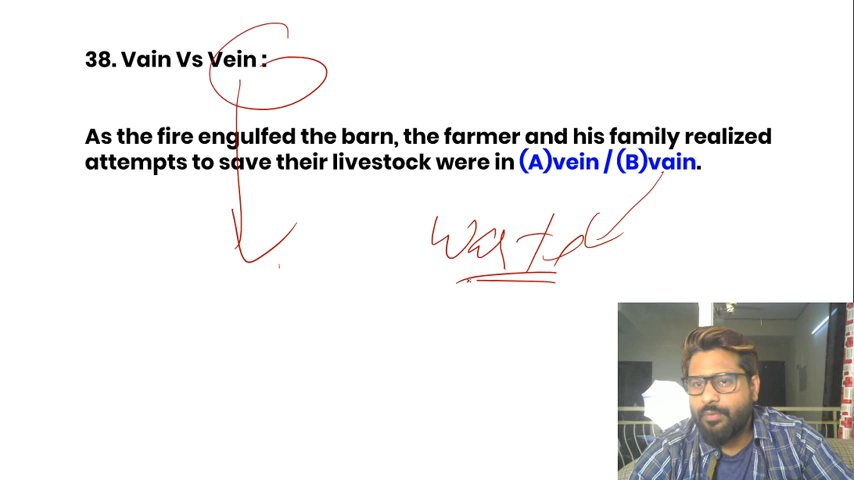 38. Vain Vs Vein :
As the fire engulfed the barn, the farmer and his family realized
attempts to save their livestock were in (A)vein / (B)vain.
Wasted